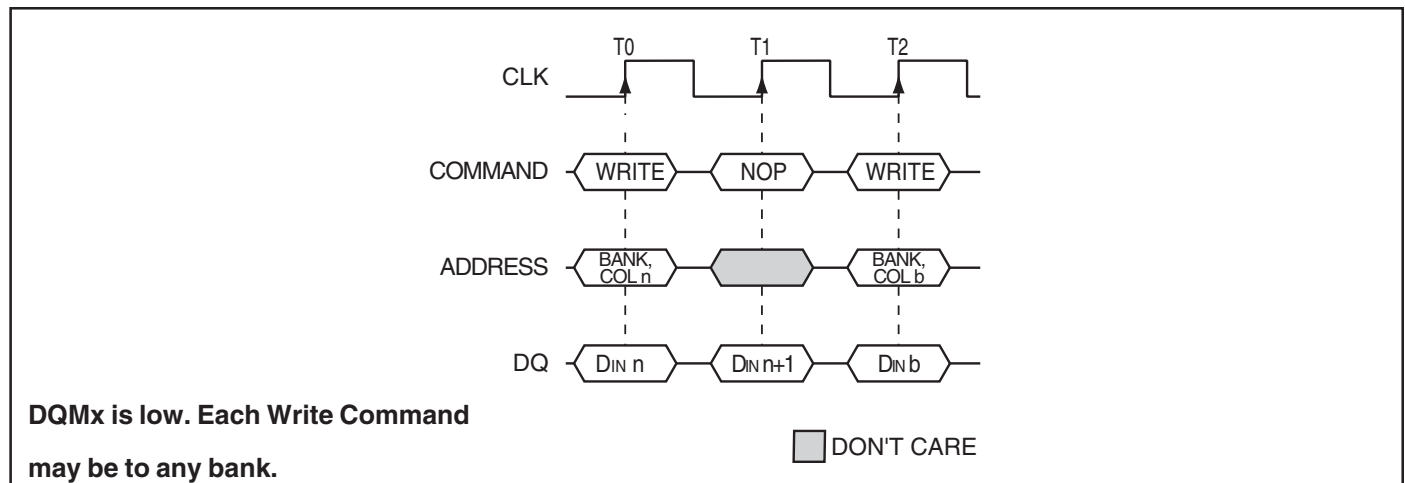 T0 T1 T2
CLK
COMMAND WRITE NOP WRITE
ADDRESS BANK, COL n BANK, COL b
DQ DIN n DIN n+1 DIN b
DQMx is low. Each Write Command
may be to any bank.
DON'T CARE